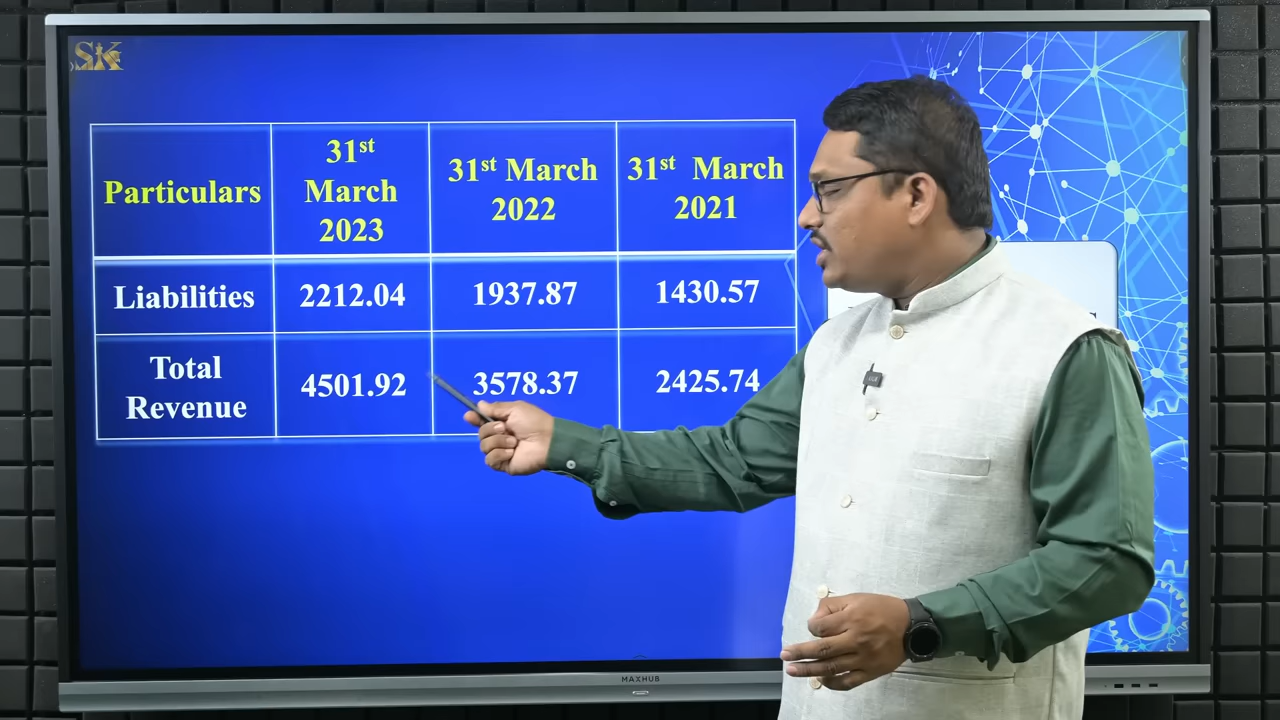 SK
Particulars
31st
March
2023
31st March
2022
31st March
2021
Liabilities
2212.04
1937.87
1430.57
Total
Revenue
4501.92
3578.37
2425.74
MAXHUB